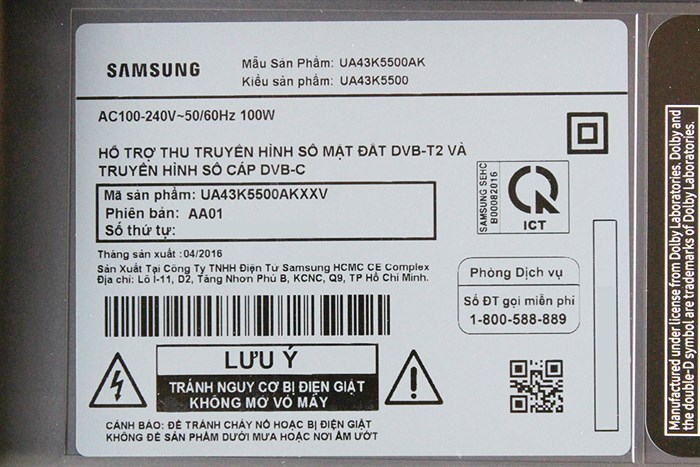 SAMSUNG
Mẫu Sản Phẩm: UA43K5500AK
Kiểu sản phẩm: UA43K5500
AC100-240V~50/60Hz 100W
HỖ TRỢ THU TRUYỀN HÌNH SỐ MẶT ĐẤT DVB-T2 VÀ
TRUYỀN HÌNH SỐ CÁP DVB-C
Mã sản phẩm: UA43K5500AKXXV
Phiên bản: AA01
Số thứ tự:
SAMSUNG SEHC
B00082016
ICT
Tháng sản xuất :04/2016
Sản Xuất Tại Công Ty TNHH Điện Tử Samsung HCMC CE Complex
Địa chỉ: Lô I-11, D2, Tăng Nhơn Phú B, KCNC, Q9, TP Hồ Chí Minh.
Phòng Dịch vụ
Số ĐT gọi miễn phí
1-800-588-889
LƯU Ý
TRÁNH NGUY CƠ BỊ ĐIỆN GIẬT
KHÔNG MỞ VỎ MÁY
CẢNH BÁO: ĐỂ TRÁNH CHÁY NỔ HOẶC BỊ ĐIỆN GIẬT
KHÔNG ĐỂ SẢN PHẨM DƯỚI MƯA HOẶC NƠI ẨM ƯỚT
Manufactured under license from Dolby Laboratories. Dolby and
the double-D symbol are trademarks of Dolby Laboratories.